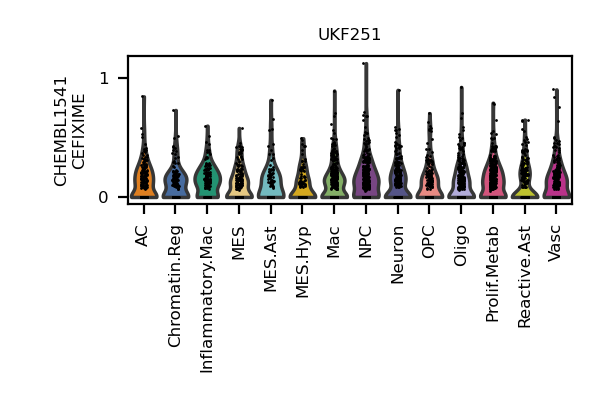 UKF251
CHEMBL1541
CEFIXIME
1
0
AC
Chromatin.Reg
Inflammatory.Mac
MES
MES.Ast
MES.Hyp
Mac
NPC
Neuron
OPC
Oligo
Prolif.Metab
Reactive.Ast
Vasc